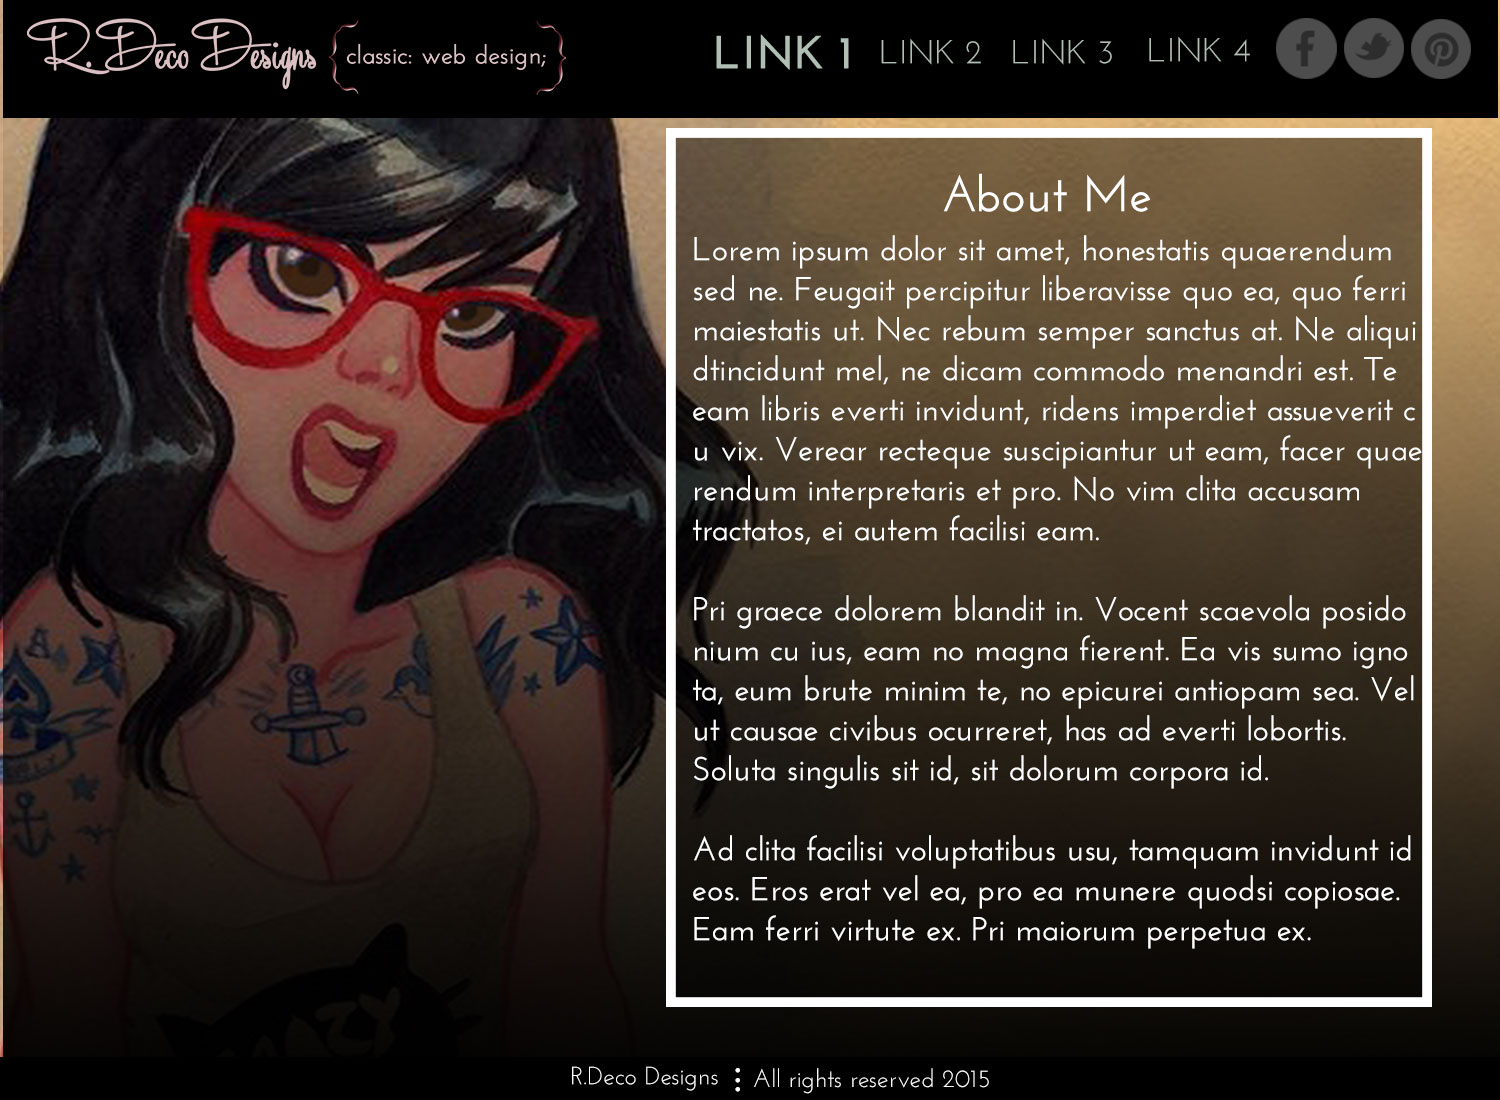 R. Deco Designs {classic: web design;}
LINK 1 LINK 2 LINK 3 LINK 4
About Me
Lorem ipsum dolor sit amet, honestatis quaerendum
sed ne. Feugait percipitur liberavisse quo ea, quo ferri
maiestatis ut. Nec rebum semper sanctus at. Ne aliqui
dtincidunt mel, ne dicam commodo menandri est. Te
eam libris everti invidunt, ridens imperdiet assueverit c
u vix. Verear recteque suscipiantur ut eam, facer quae
rendum interpretaris et pro. No vim clita accusam
tractatos, ei autem facilisi eam.
Pri graece dolorem blandit in. Vocent scaevola posido
nium cu ius, eam no magna fierent. Ea vis sumo igno
ta, eum brute minim te, no epicurei antiopam sea. Vel
ut causae civibus ocurreret, has ad everti lobortis.
Soluta singulis sit id, sit dolorum corpora id.
Ad clita facilisi voluptatibus usu, tamquam invidunt id
eos. Eros erat vel ea, pro ea munere quodsi copiosae.
Eam ferri virtute ex. Pri maiorum perpetua ex.
R.Deco Designs ⋮ All rights reserved 2015